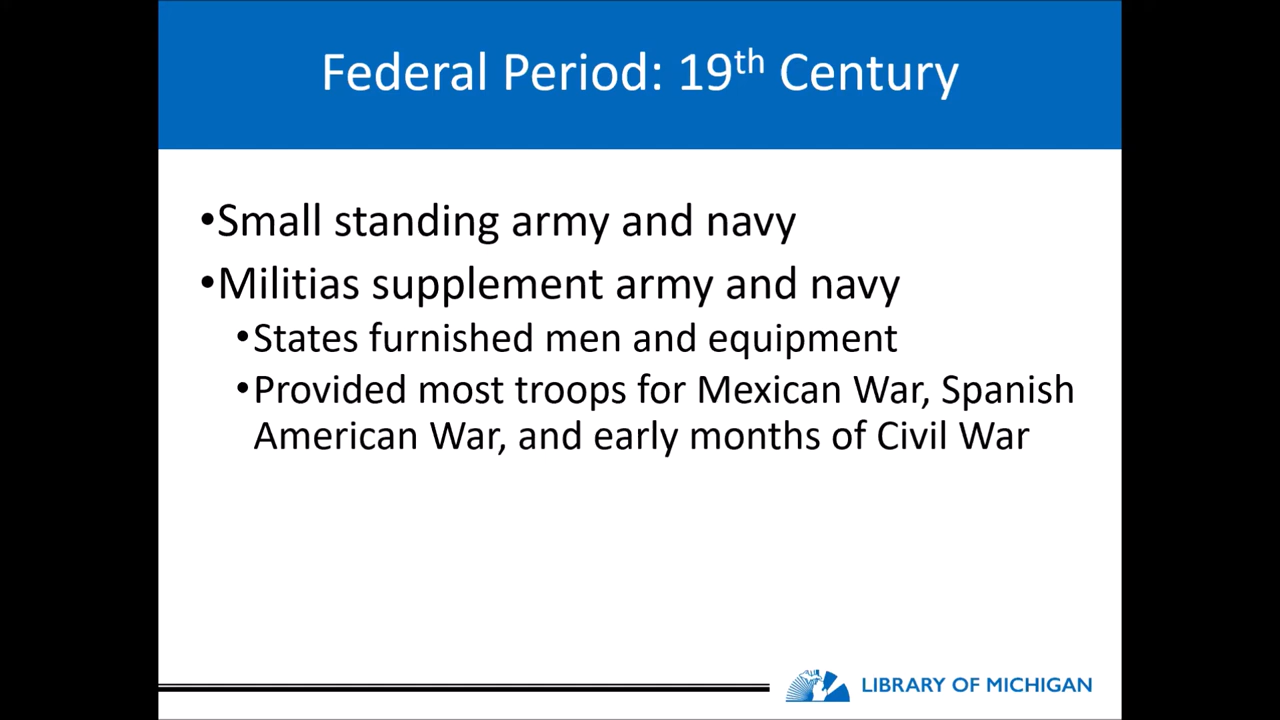 Federal Period: 19th Century
•Small standing army and navy
•Militias supplement army and navy
•States furnished men and equipment
•Provided most troops for Mexican War, Spanish
American War, and early months of Civil War
LIBRARY OF MICHIGAN